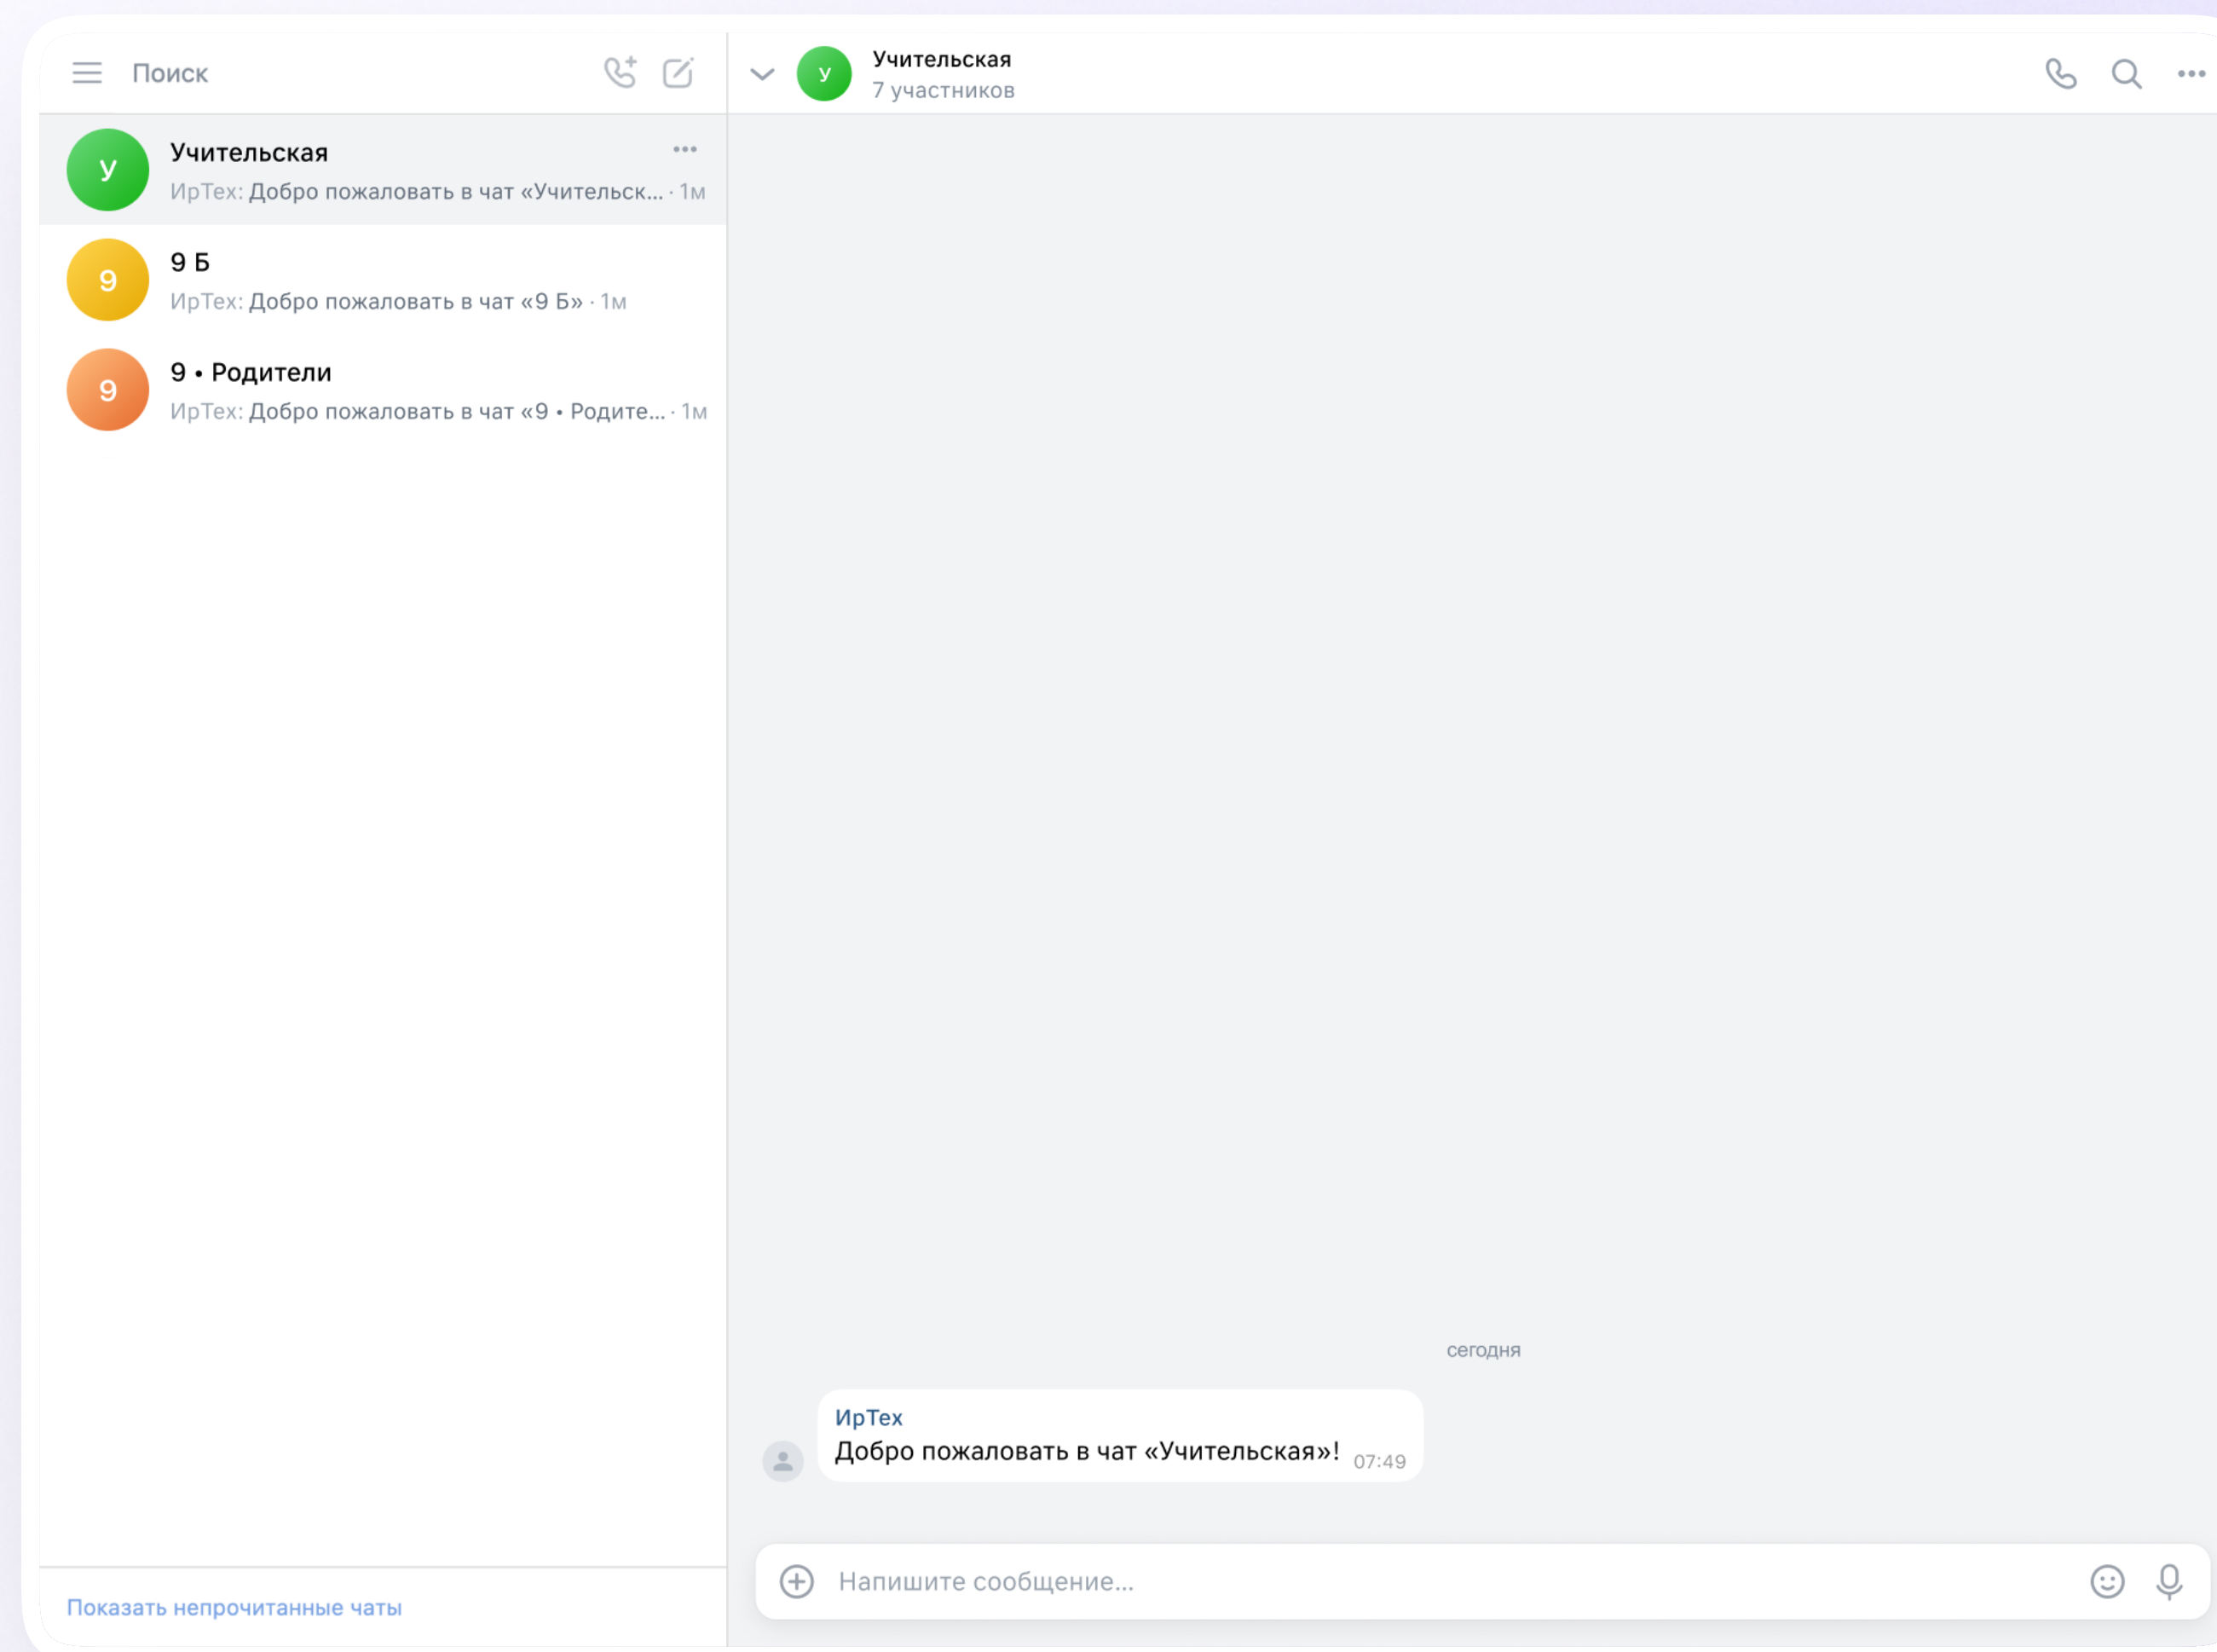 Поиск
У
Учительская
ИрТех: Добро пожаловать в чат «Учительск... · 1м
9
9 Б
ИрТех: Добро пожаловать в чат «9 Б» · 1м
9
9 • Родители
ИрТех: Добро пожаловать в чат «9 • Родите... · 1м
Показать непрочитанные чаты
У
Учительская
7 участников
сегодня
ИрТех
Добро пожаловать в чат «Учительская»! 07:49
Напишите сообщение...